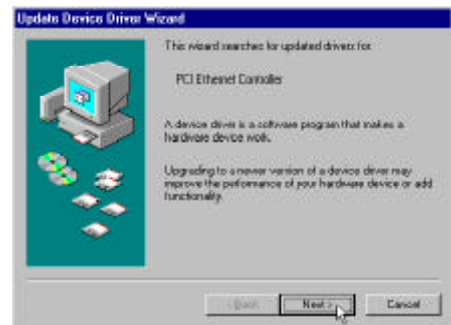 Update Device Driver Wizard
This wizard searches for updated drivers for:
PCI Ethernet Controller
A device driver is a software program that makes a
hardware device work.
Upgrading to a newer version of a device driver may
improve the performance of your hardware device or add
functionality.
< Back
Next >
Cancel